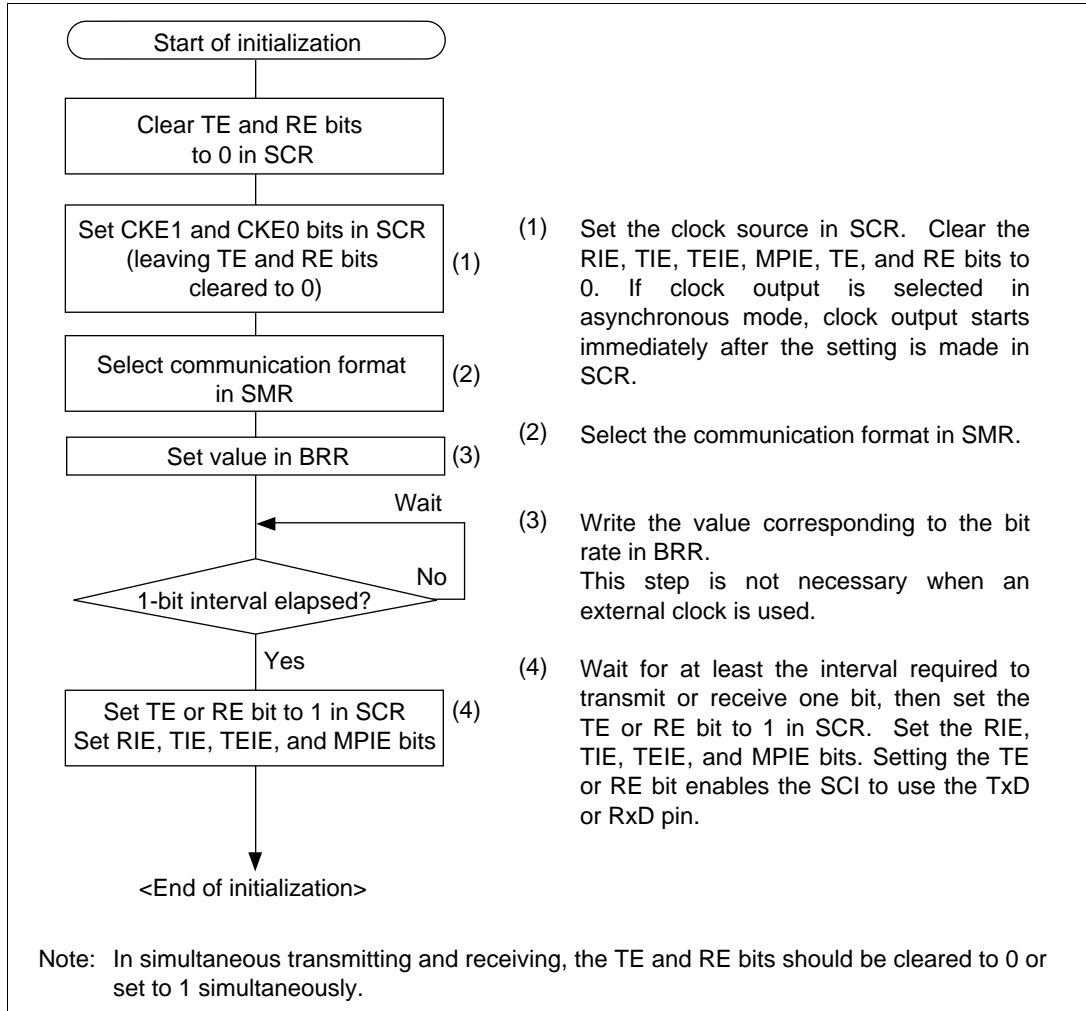 Start of initialization
Clear TE and RE bits
to 0 in SCR
Set CKE1 and CKE0 bits in SCR
(leaving TE and RE bits
cleared to 0)
(1)
Select communication format
in SMR
(2)
Set value in BRR
(3)
Wait
No
1-bit interval elapsed?
Yes
Set TE or RE bit to 1 in SCR
Set RIE, TIE, TEIE, and MPIE bits
(4)
<End of initialization>
(1) Set the clock source in SCR. Clear the
RIE, TIE, TEIE, MPIE, TE, and RE bits to
0. If clock output is selected in
asynchronous mode, clock output starts
immediately after the setting is made in
SCR.
(2) Select the communication format in SMR.
(3) Write the value corresponding to the bit
rate in BRR.
This step is not necessary when an
external clock is used.
(4) Wait for at least the interval required to
transmit or receive one bit, then set the
TE or RE bit to 1 in SCR. Set the RIE,
TIE, TEIE, and MPIE bits. Setting the TE
or RE bit enables the SCI to use the TxD
or RxD pin.
Note: In simultaneous transmitting and receiving, the TE and RE bits should be cleared to 0 or
set to 1 simultaneously.